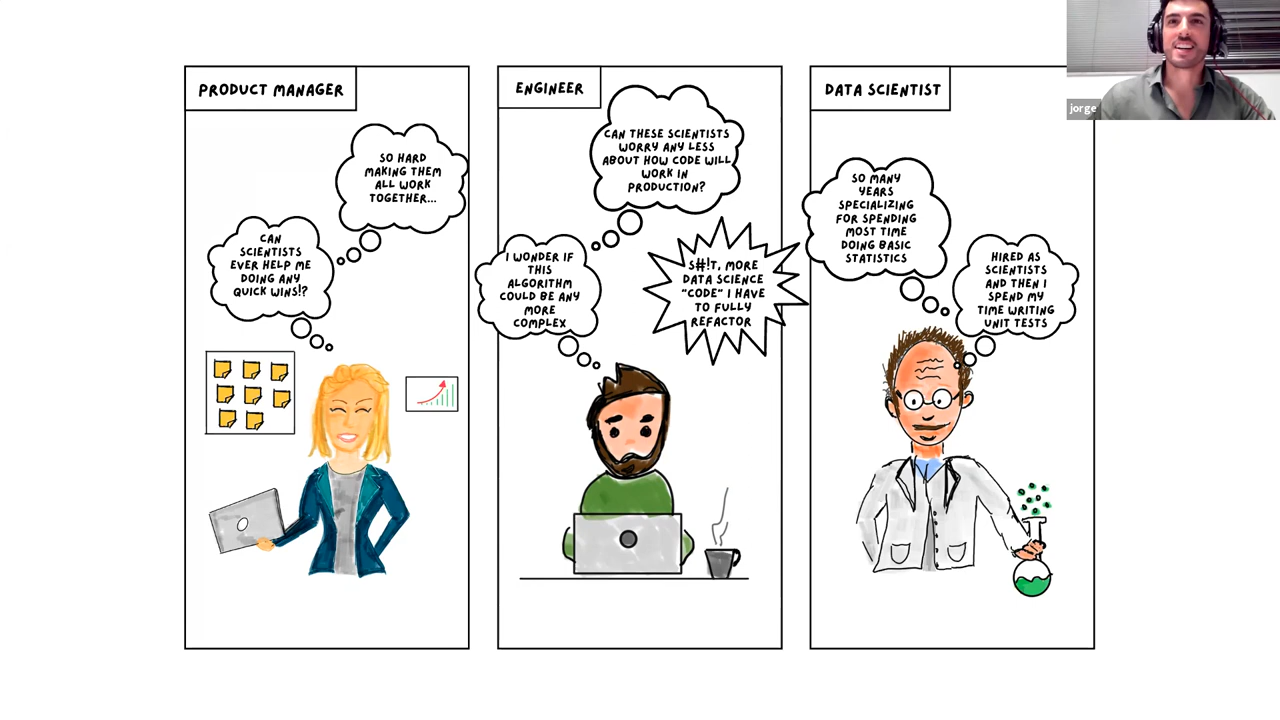 PRODUCT MANAGER
SO HARD
MAKING THEM
ALL WORK
TOGETHER...
CAN
SCIENTISTS
EVER HELP ME
DOING ANY
QUICK WINS!?
ENGINEER
CAN THESE SCIENTISTS
WORRY ANY LESS
ABOUT HOW CODE WILL
WORK IN
PRODUCTION?
I WONDER IF
THIS
ALGORITHM
COULD BE ANY
MORE
COMPLEX
S#!T, MORE
DATA SCIENCE
"CODE" I HAVE
TO FULLY
REFACTOR
DATA SCIENTIST
SO MANY
YEARS
SPECIALIZING
FOR SPENDING
MOST TIME
DOING BASIC
STATISTICS
HIRED AS
SCIENTISTS
AND THEN I
SPEND MY
TIME WRITING
UNIT TESTS
jorge